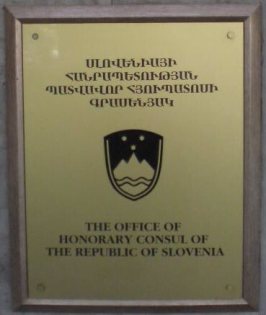 ՍԼՈՎԵՆԻԱՅԻ
ՀԱՆՐԱՊԵՏՈՒԹՅԱՆ
ՊԱՏՎԱՎՈՐ ՀՅՈՒՊԱՏՈՍԻ
ԳՐԱՍԵՆՅԱԿ
THE OFFICE OF
HONORARY CONSUL OF
THE REPUBLIC OF SLOVENIA